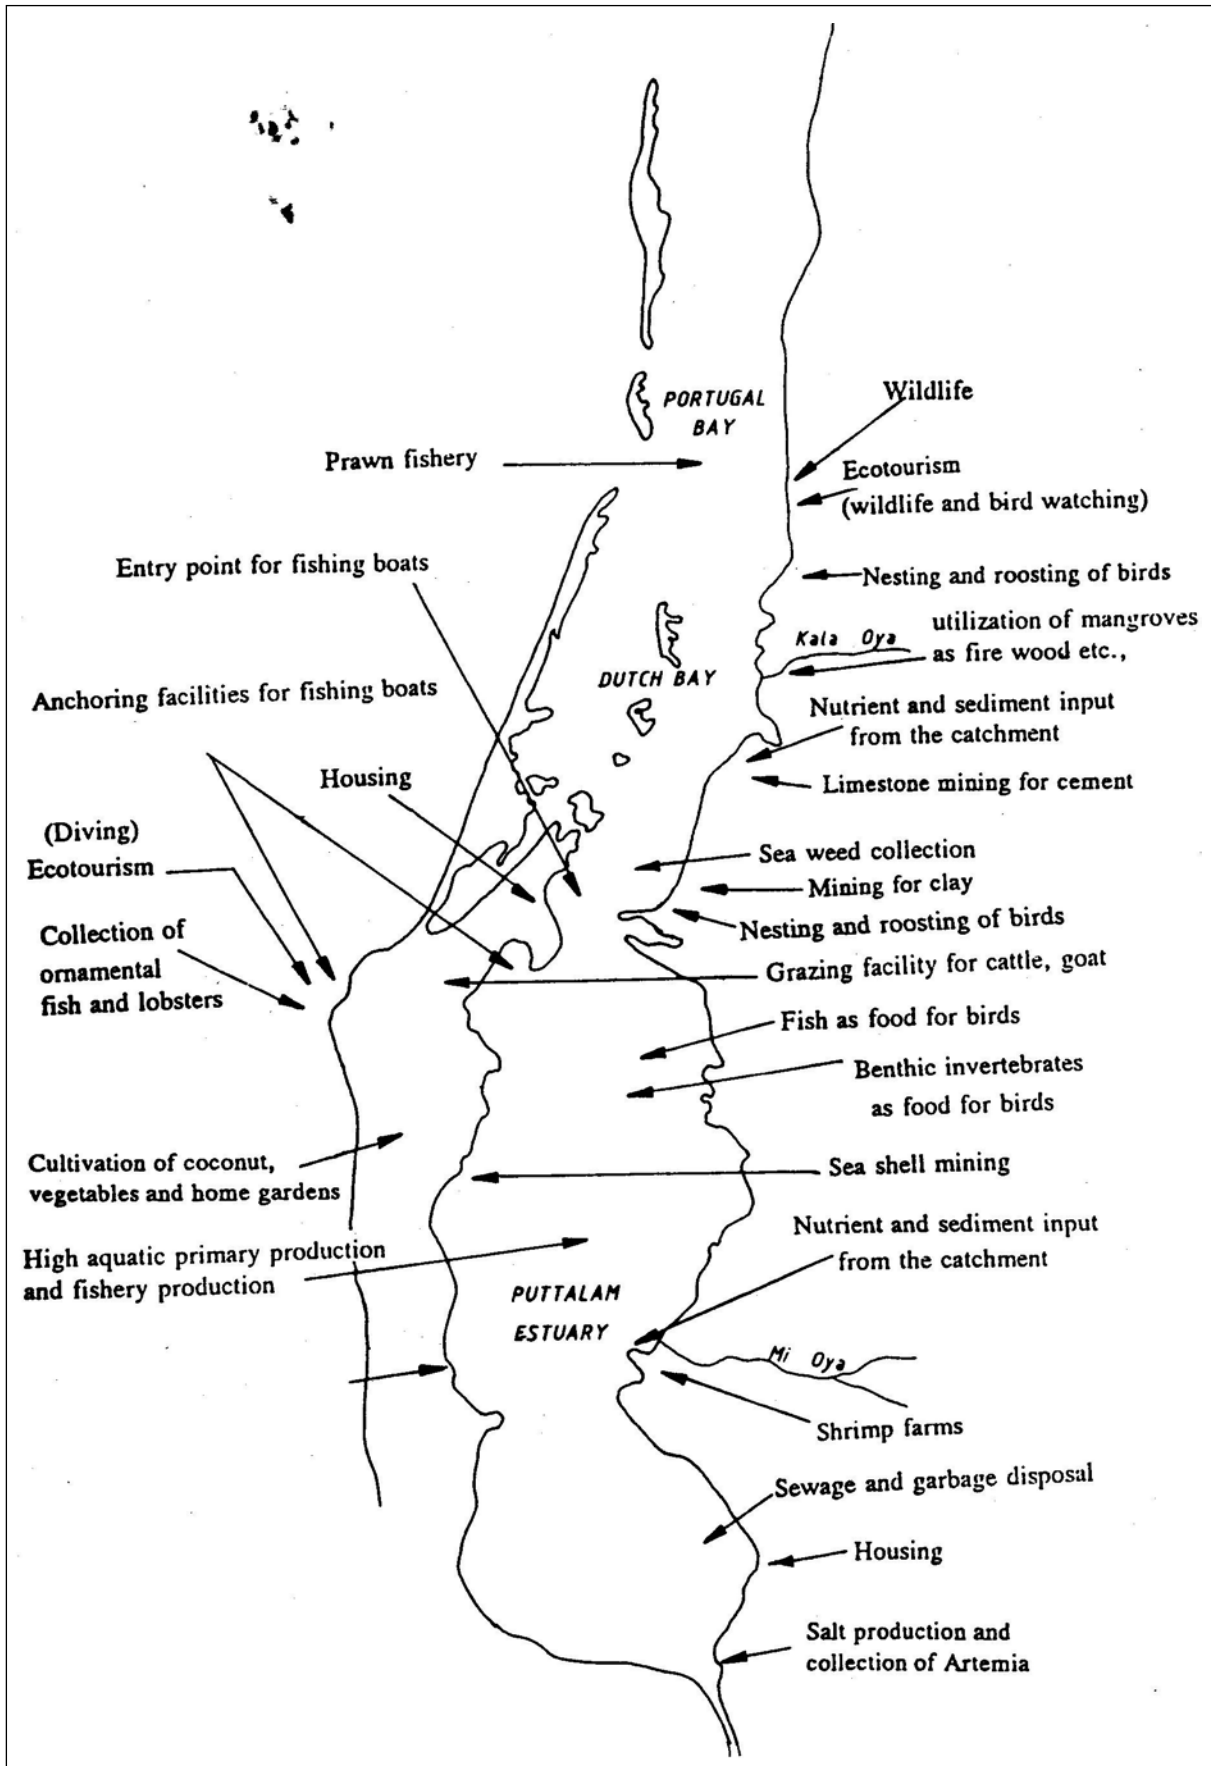 PORTUGAL
BAY
Wildlife
Prawn fishery
Ecotourism
(wildlife and bird watching)
Entry point for fishing boats
Nesting and roosting of birds
utilization of mangroves
as fire wood etc.,
Kala Oya
DUTCH BAY
Anchoring facilities for fishing boats
Nutrient and sediment input
from the catchment
Housing
Limestone mining for cement
(Diving)
Ecotourism
Sea weed collection
Mining for clay
Collection of
ornamental
fish and lobsters
Nesting and roosting of birds
Grazing facility for cattle, goat
Fish as food for birds
Benthic invertebrates
as food for birds
Cultivation of coconut,
vegetables and home gardens
Sea shell mining
High aquatic primary production
and fishery production
Nutrient and sediment input
from the catchment
PUTTALAM
ESTUARY
Mi Oya
Shrimp farms
Sewage and garbage disposal
Housing
Salt production and
collection of Artemia